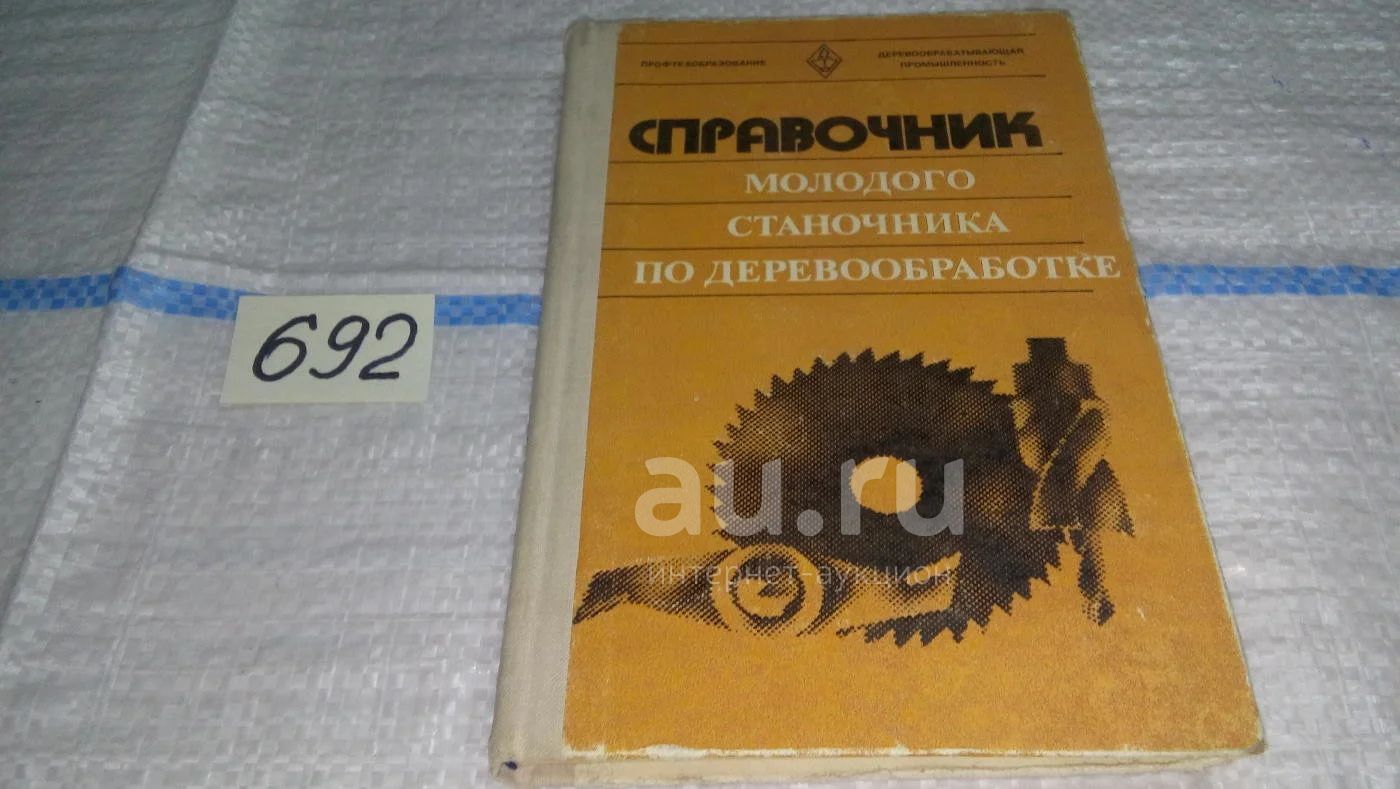 ПРОФТЕХОБРАЗОВАНИЕ
ДЕРЕВООБРАБАТЫВАЮЩАЯ
ПРОМЫШЛЕННОСТЬ
СПРАВОЧНИК
МОЛОДОГО
СТАНОЧНИКА
ПО ДЕРЕВООБРАБОТКЕ
692
au.ru
интернет-аукцион